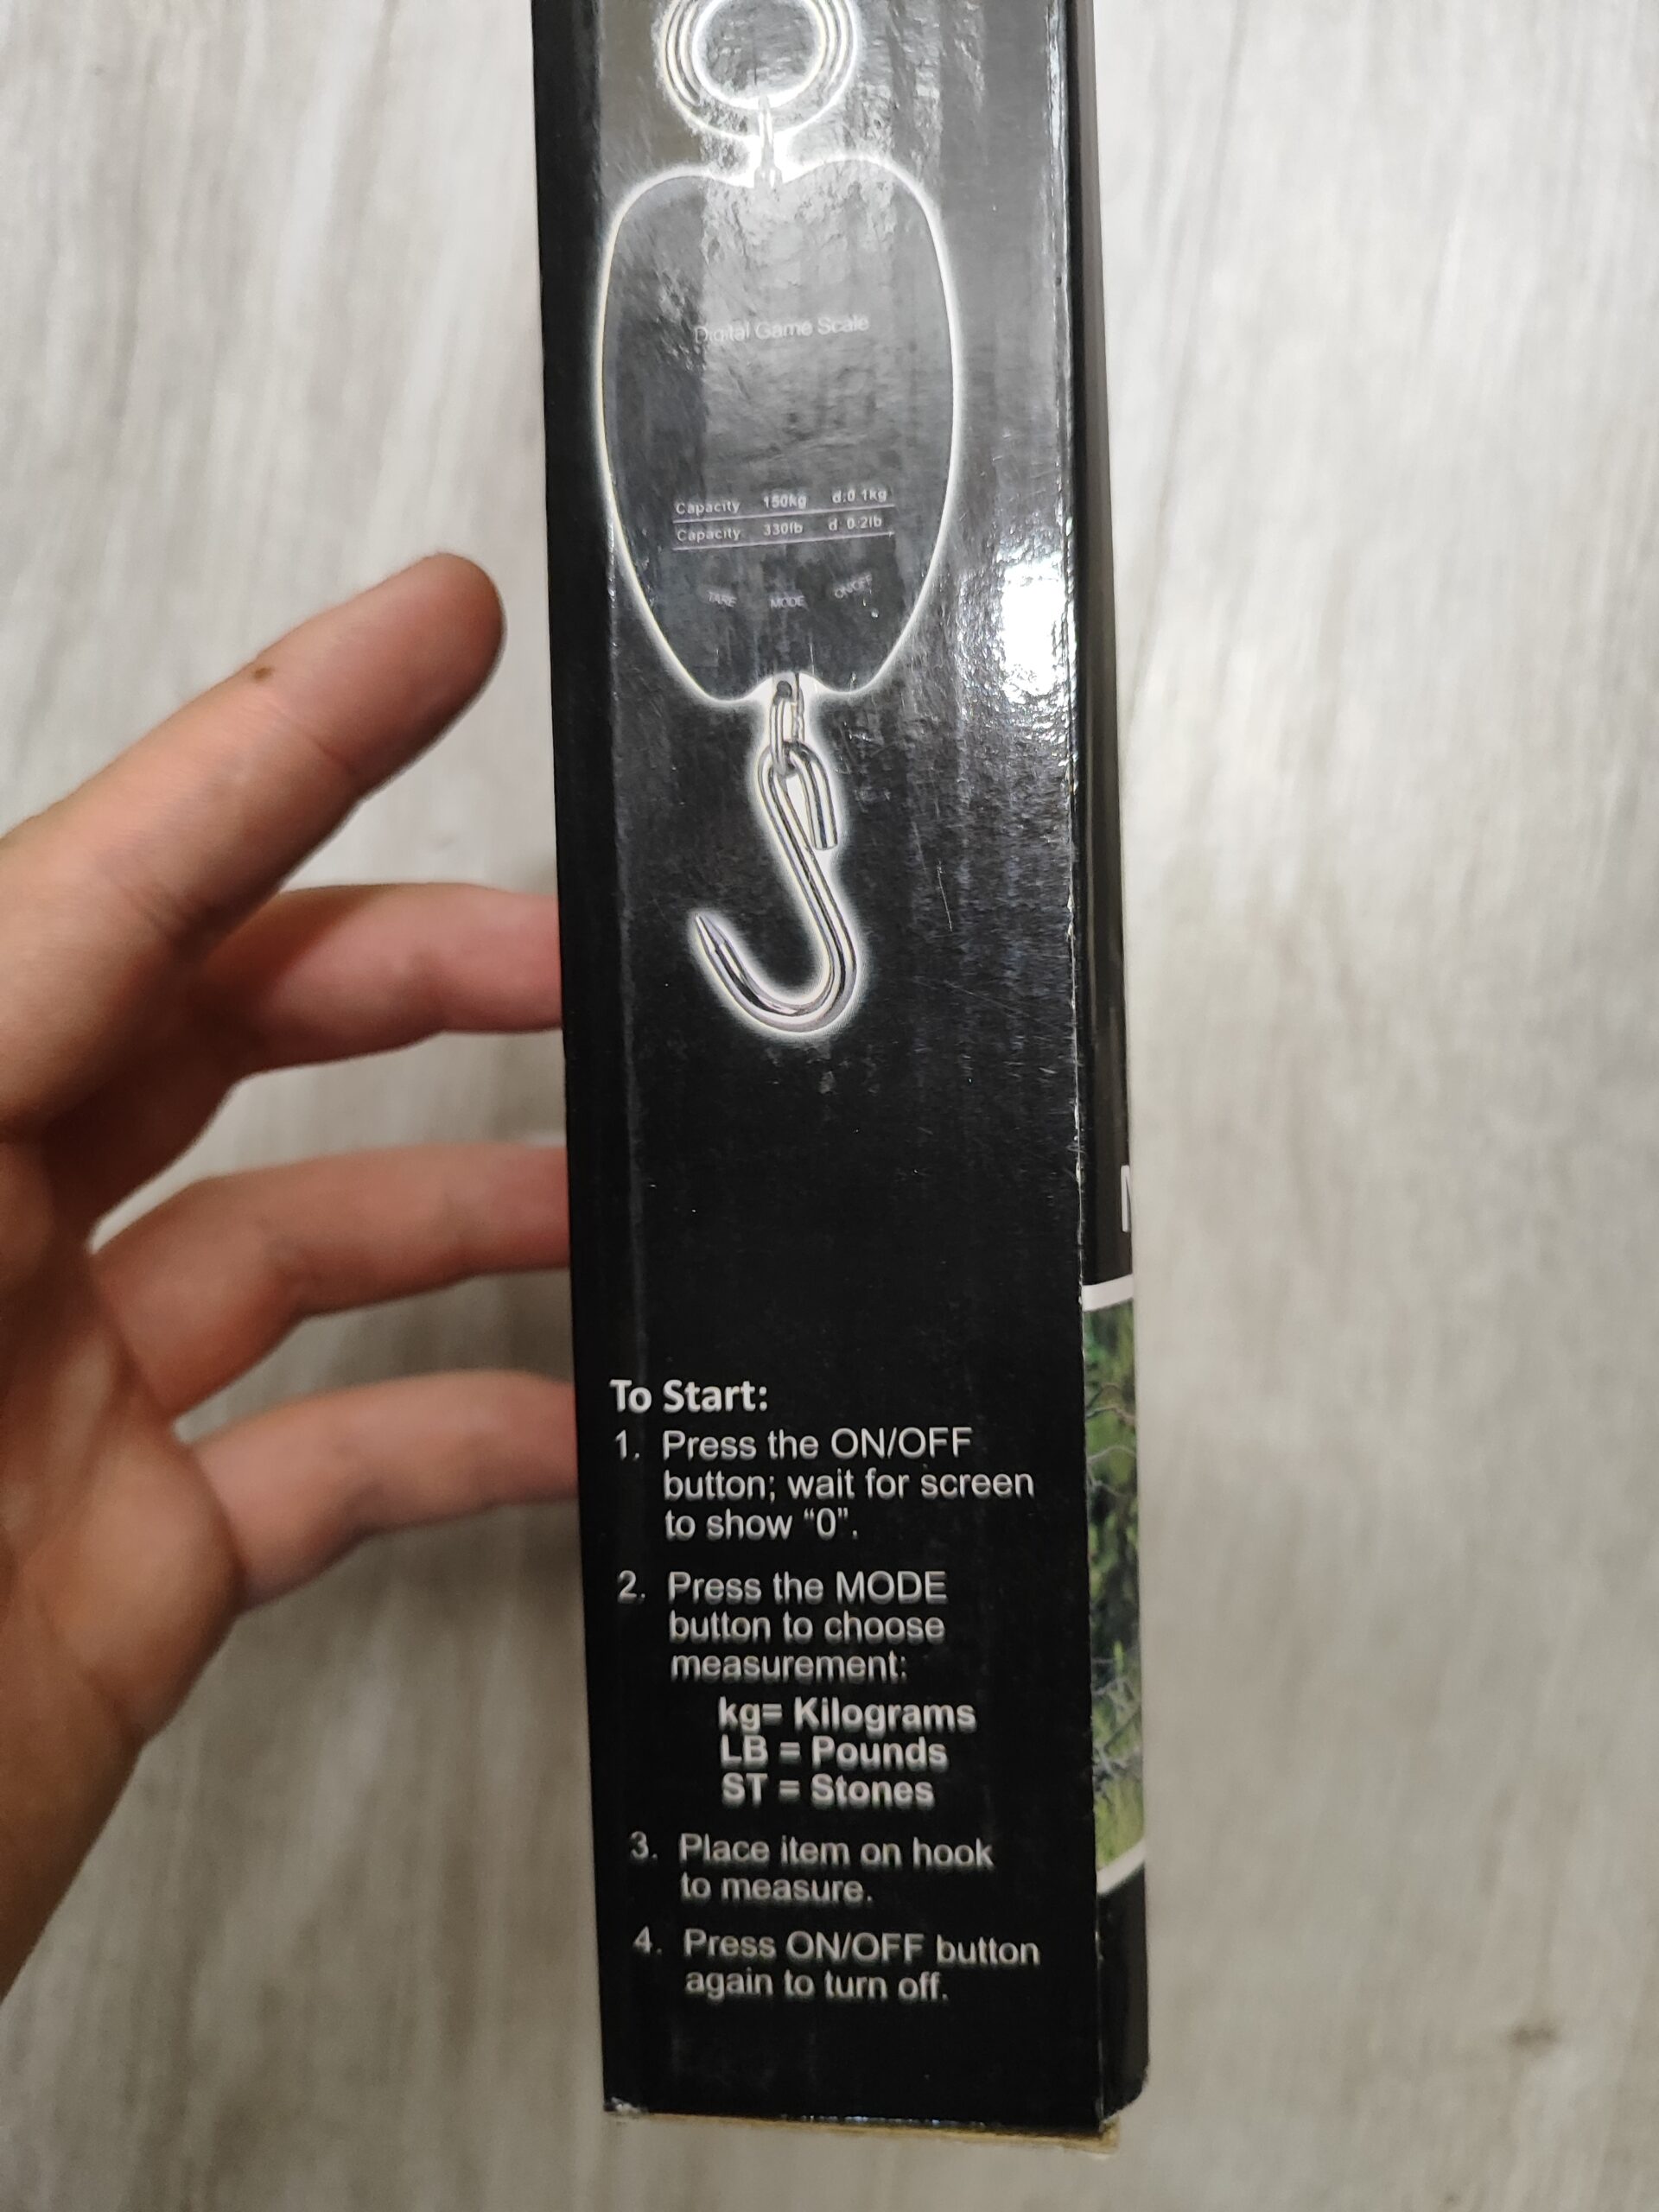 Digital Game Scale
Capacity 150kg d:0.1kg
Capacity 330lb d 0.2lb
TARE MODE ON/OFF
To Start:
1. Press the ON/OFF
button; wait for screen
to show “0”.
2. Press the MODE
button to choose
measurement:
kg= Kilograms
LB = Pounds
ST = Stones
3. Place item on hook
to measure.
4. Press ON/OFF button
again to turn off.